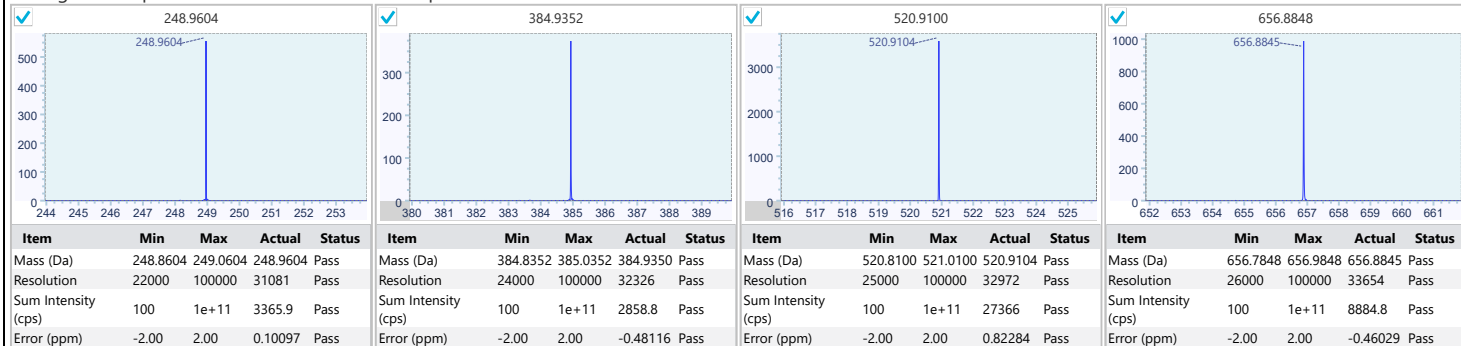 248.9604
248.9604
500
400
300
200
100
0
244 245 246 247 248 249 250 251 252 253
Item Min Max Actual Status
Mass (Da) 248.8604 249.0604 248.9604 Pass
Resolution 22000 100000 31081 Pass
Sum Intensity (cps) 100 1e+11 3365.9 Pass
Error (ppm) -2.00 2.00 0.10097 Pass
384.9352
300
200
100
0
380 381 382 383 384 385 386 387 388 389
Item Min Max Actual Status
Mass (Da) 384.8352 385.0352 384.9350 Pass
Resolution 24000 100000 32326 Pass
Sum Intensity (cps) 100 1e+11 2858.8 Pass
Error (ppm) -2.00 2.00 -0.48116 Pass
520.9100
520.9104
3000
2000
1000
0
516 517 518 519 520 521 522 523 524 525
Item Min Max Actual Status
Mass (Da) 520.8100 521.0100 520.9104 Pass
Resolution 25000 100000 32972 Pass
Sum Intensity (cps) 100 1e+11 27366 Pass
Error (ppm) -2.00 2.00 0.82284 Pass
656.8848
656.8845
1000
800
600
400
200
0
652 653 654 655 656 657 658 659 660 661
Item Min Max Actual Status
Mass (Da) 656.7848 656.9848 656.8845 Pass
Resolution 26000 100000 33654 Pass
Sum Intensity (cps) 100 1e+11 8884.8 Pass
Error (ppm) -2.00 2.00 -0.46029 Pass